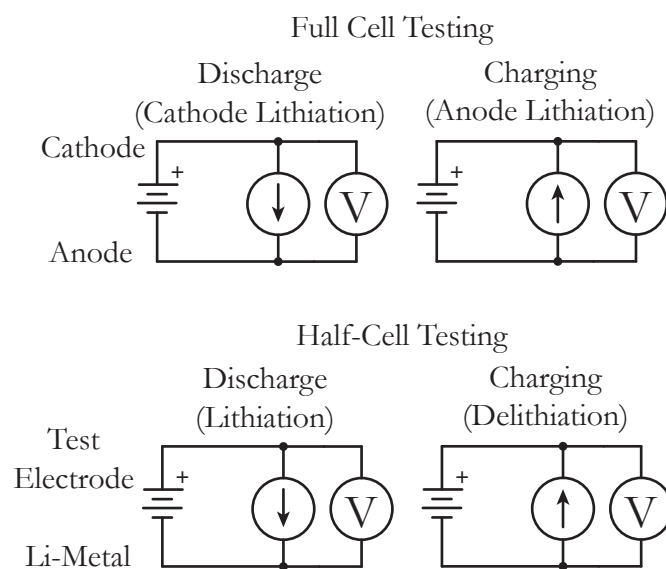 Full Cell Testing
Discharge
(Cathode Lithiation)
Charging
(Anode Lithiation)
Cathode
+
V
+
V
Anode
Half-Cell Testing
Discharge
(Lithiation)
Charging
(Delithiation)
Test
Electrode
+
V
+
V
Li-Metal